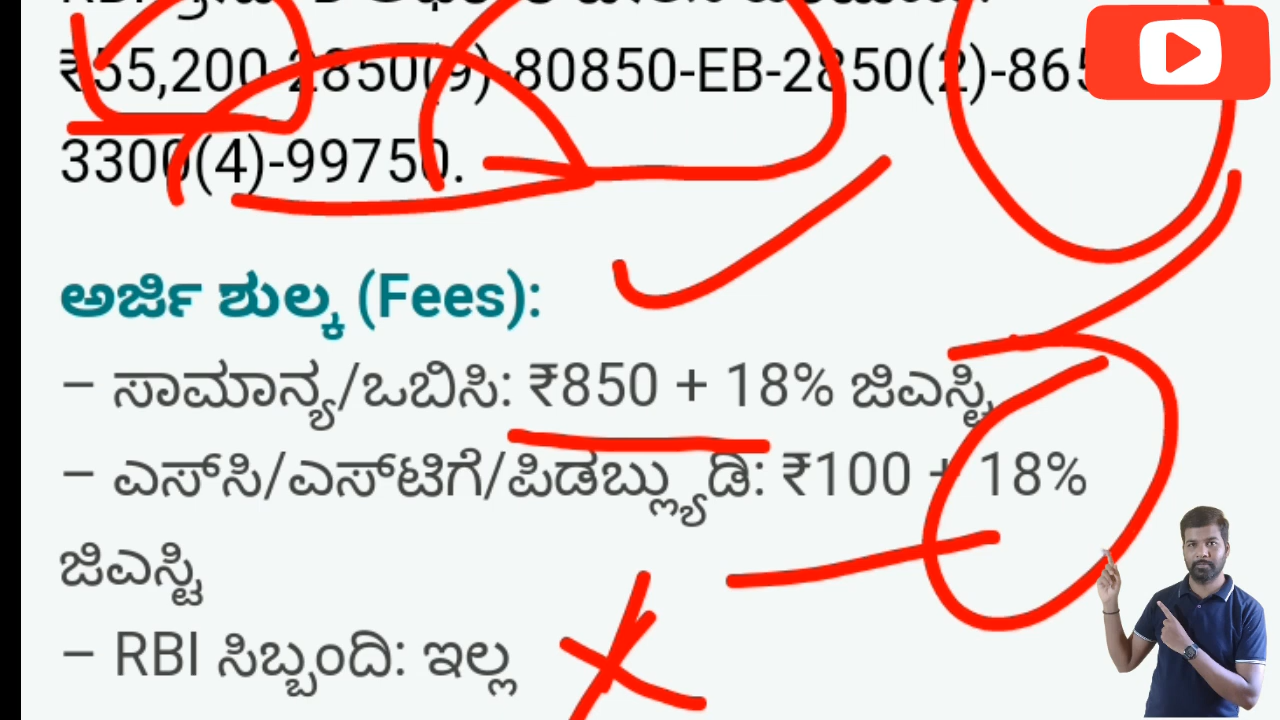 ₹55,200-2850(9)-80850-EB-2850(2)-865
3300(4)-99750.
ಅರ್ಜಿ ಶುಲ್ಕ (Fees):
– ಸಾಮಾನ್ಯ/ಒಬಿಸಿ: ₹850 + 18% ಜಿಎಸ್ಟಿ
– ಎಸ್‌ಸಿ/ಎಸ್‌ಟಿಗೆ/ಪಿಡಬ್ಲ್ಯುಡಿ: ₹100 + 18%
ಜಿಎಸ್ಟಿ
– RBI ಸಿಬ್ಬಂದಿ: ಇಲ್ಲ